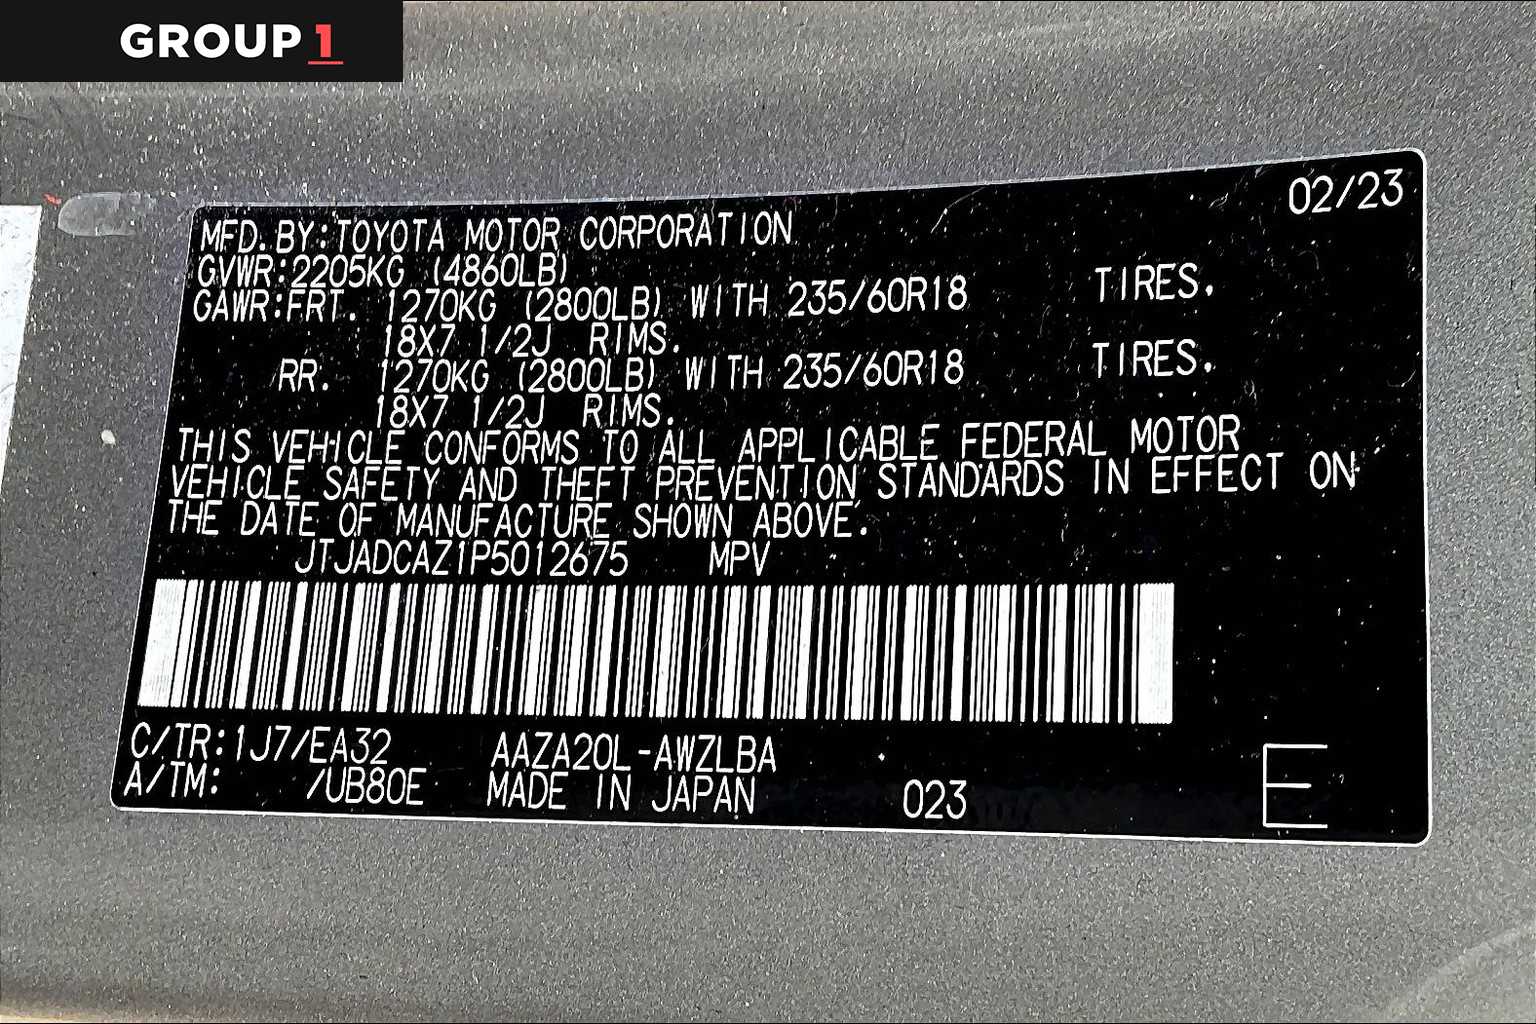 GROUP 1
02/23
MFD. BY: TOYOTA MOTOR CORPORATION
GVWR: 2205KG (4860LB)
GAWR: FRT. 1270KG (2800LB) WITH 235/60R18 TIRES.
18X7 1/2J RIMS.
RR. 1270KG (2800LB) WITH 235/60R18 TIRES.
18X7 1/2J RIMS.
THIS VEHICLE CONFORMS TO ALL APPLICABLE FEDERAL MOTOR
VEHICLE SAFETY AND THEFT PREVENTION STANDARDS IN EFFECT ON
THE DATE OF MANUFACTURE SHOWN ABOVE.
JTJADCAZ1P5012675 MPV
C/TR: 1J7/EA32 AAZA20L-AWZLBA
A/TM: /UB80E MADE IN JAPAN 023 E